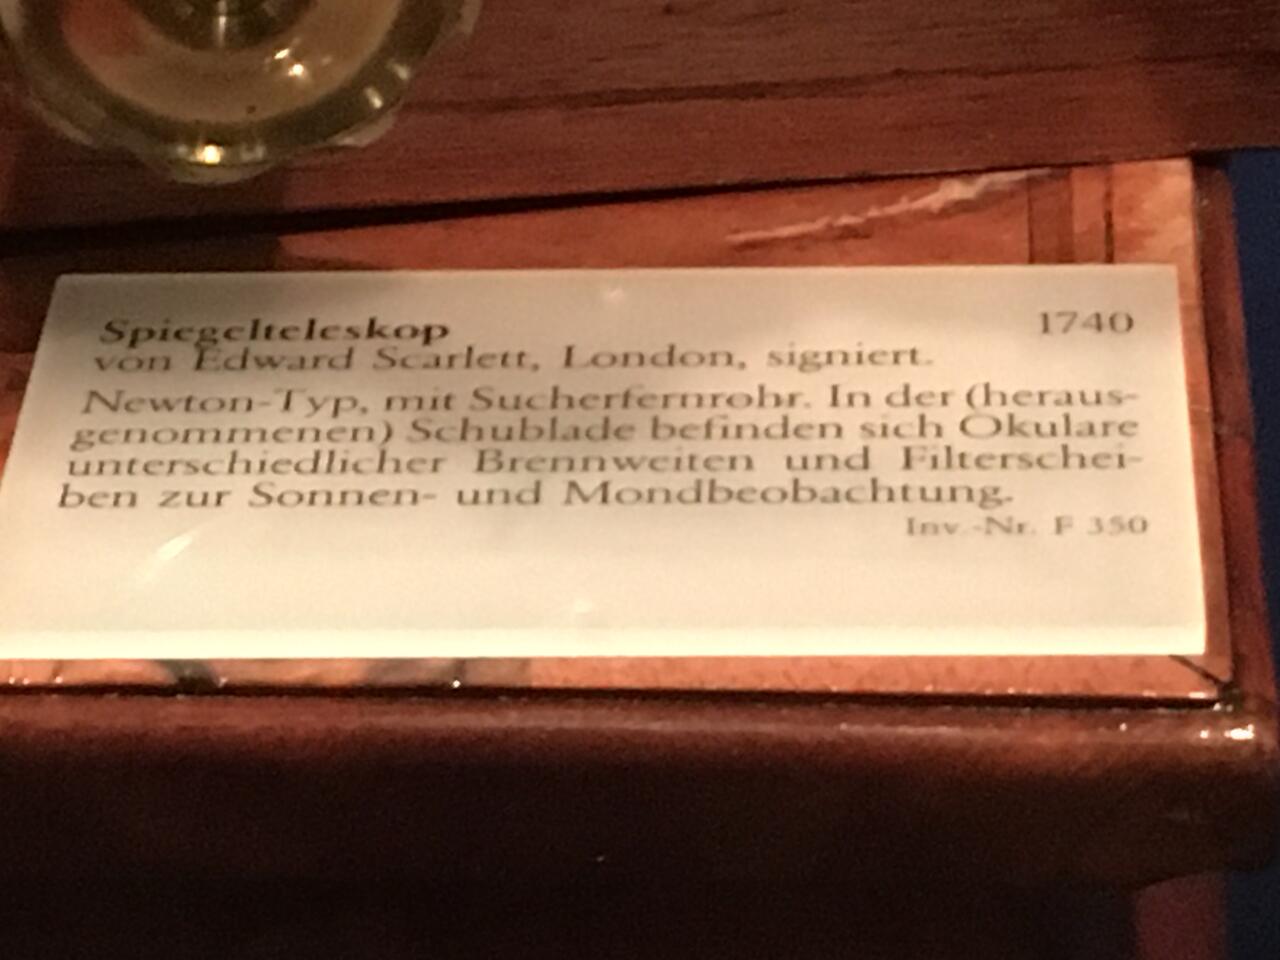 Spiegelteleskop 1740
von Edward Scarlett, London, signiert.
Newton-Typ, mit Sucherfernrohr. In der (heraus-
genommenen) Schublade befinden sich Okulare
unterschiedlicher Brennweiten und Filterschei-
ben zur Sonnen- und Mondbeobachtung.
Inv.-Nr. F 350